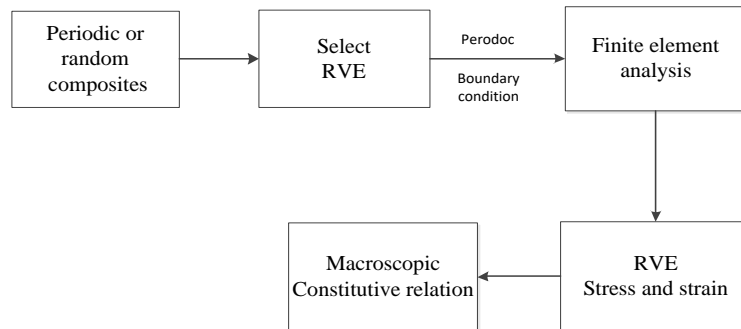 Periodic or
random
composites
Select
RVE
Perodoc
Boundary
condition
Finite element
analysis
RVE
Stress and strain
Macroscopic
Constitutive relation